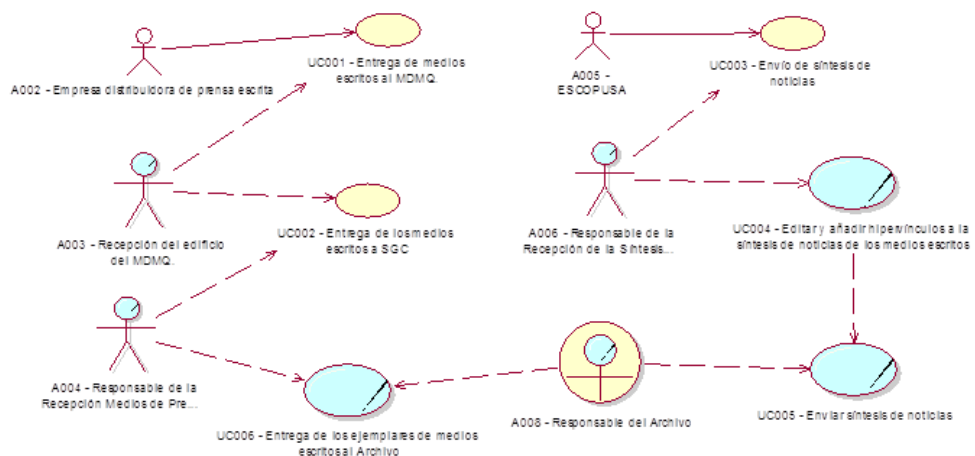 A002 - Empresa distribuidora de prensa escrita
UC001 - Entrega de medios
escritos al MDMQ.
A005 -
ESCOPUSA
UC003 - Envío de síntesis de
noticias
A003 - Recepción del edificio
del MDMQ.
UC002 - Entrega de los medios
escritos a SGC
A006 - Responsable de la
Recepción de la Síntesis...
UC004 - Editar y añadir hipervínculos a la
síntesis de noticias de los medios escritos
A004 - Responsable de la
Recepción Medios de Pre...
UC006 - Entrega de los ejemplares de medios
escritos al Archivo
A008 - Responsable del Archivo
UC005 - Enviar síntesis de noticias